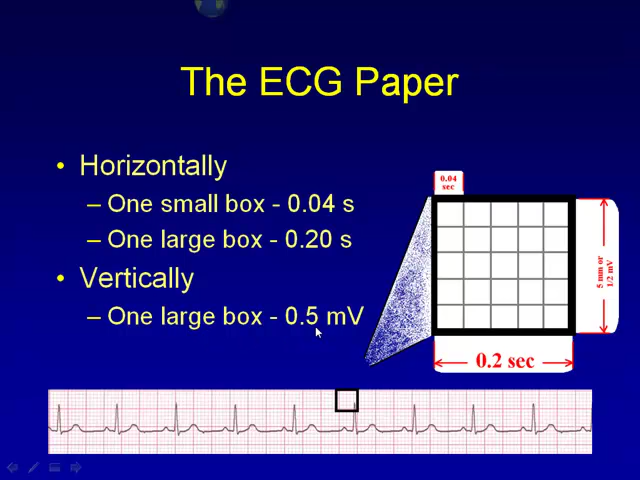 The ECG Paper
• Horizontally
– One small box - 0.04 s
– One large box - 0.20 s
• Vertically
– One large box - 0.5 mV
0.04
sec
5 mm or
1/2 mV
0.2 sec